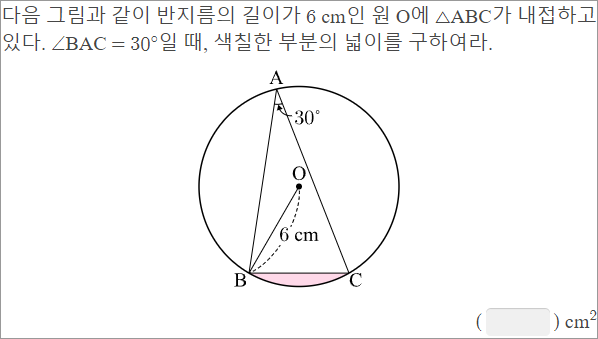 다음 그림과 같이 반지름의 길이가 6 cm인 원 O에 △ABC가 내접하고
있다. ∠BAC = 30°일 때, 색칠한 부분의 넓이를 구하여라.
A
30°
O
6 cm
B
C
( ) cm²